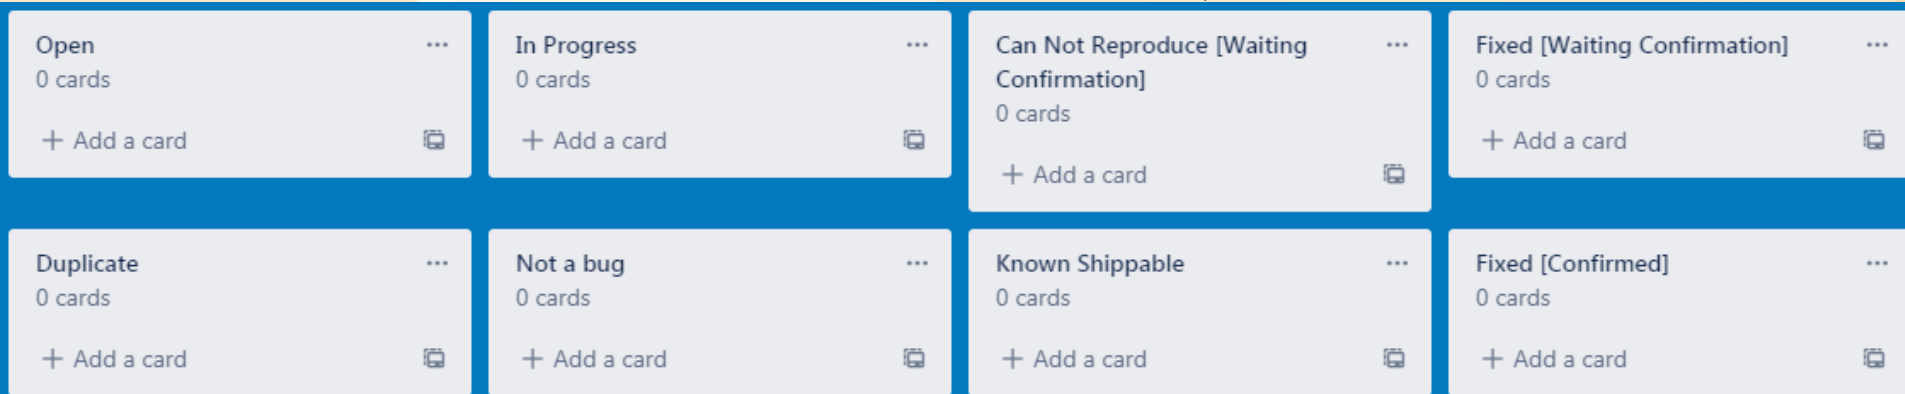 Open
0 cards
+ Add a card
In Progress
0 cards
+ Add a card
Can Not Reproduce [Waiting
Confirmation]
0 cards
+ Add a card
Fixed [Waiting Confirmation]
0 cards
+ Add a card
Duplicate
0 cards
+ Add a card
Not a bug
0 cards
+ Add a card
Known Shippable
0 cards
+ Add a card
Fixed [Confirmed]
0 cards
+ Add a card